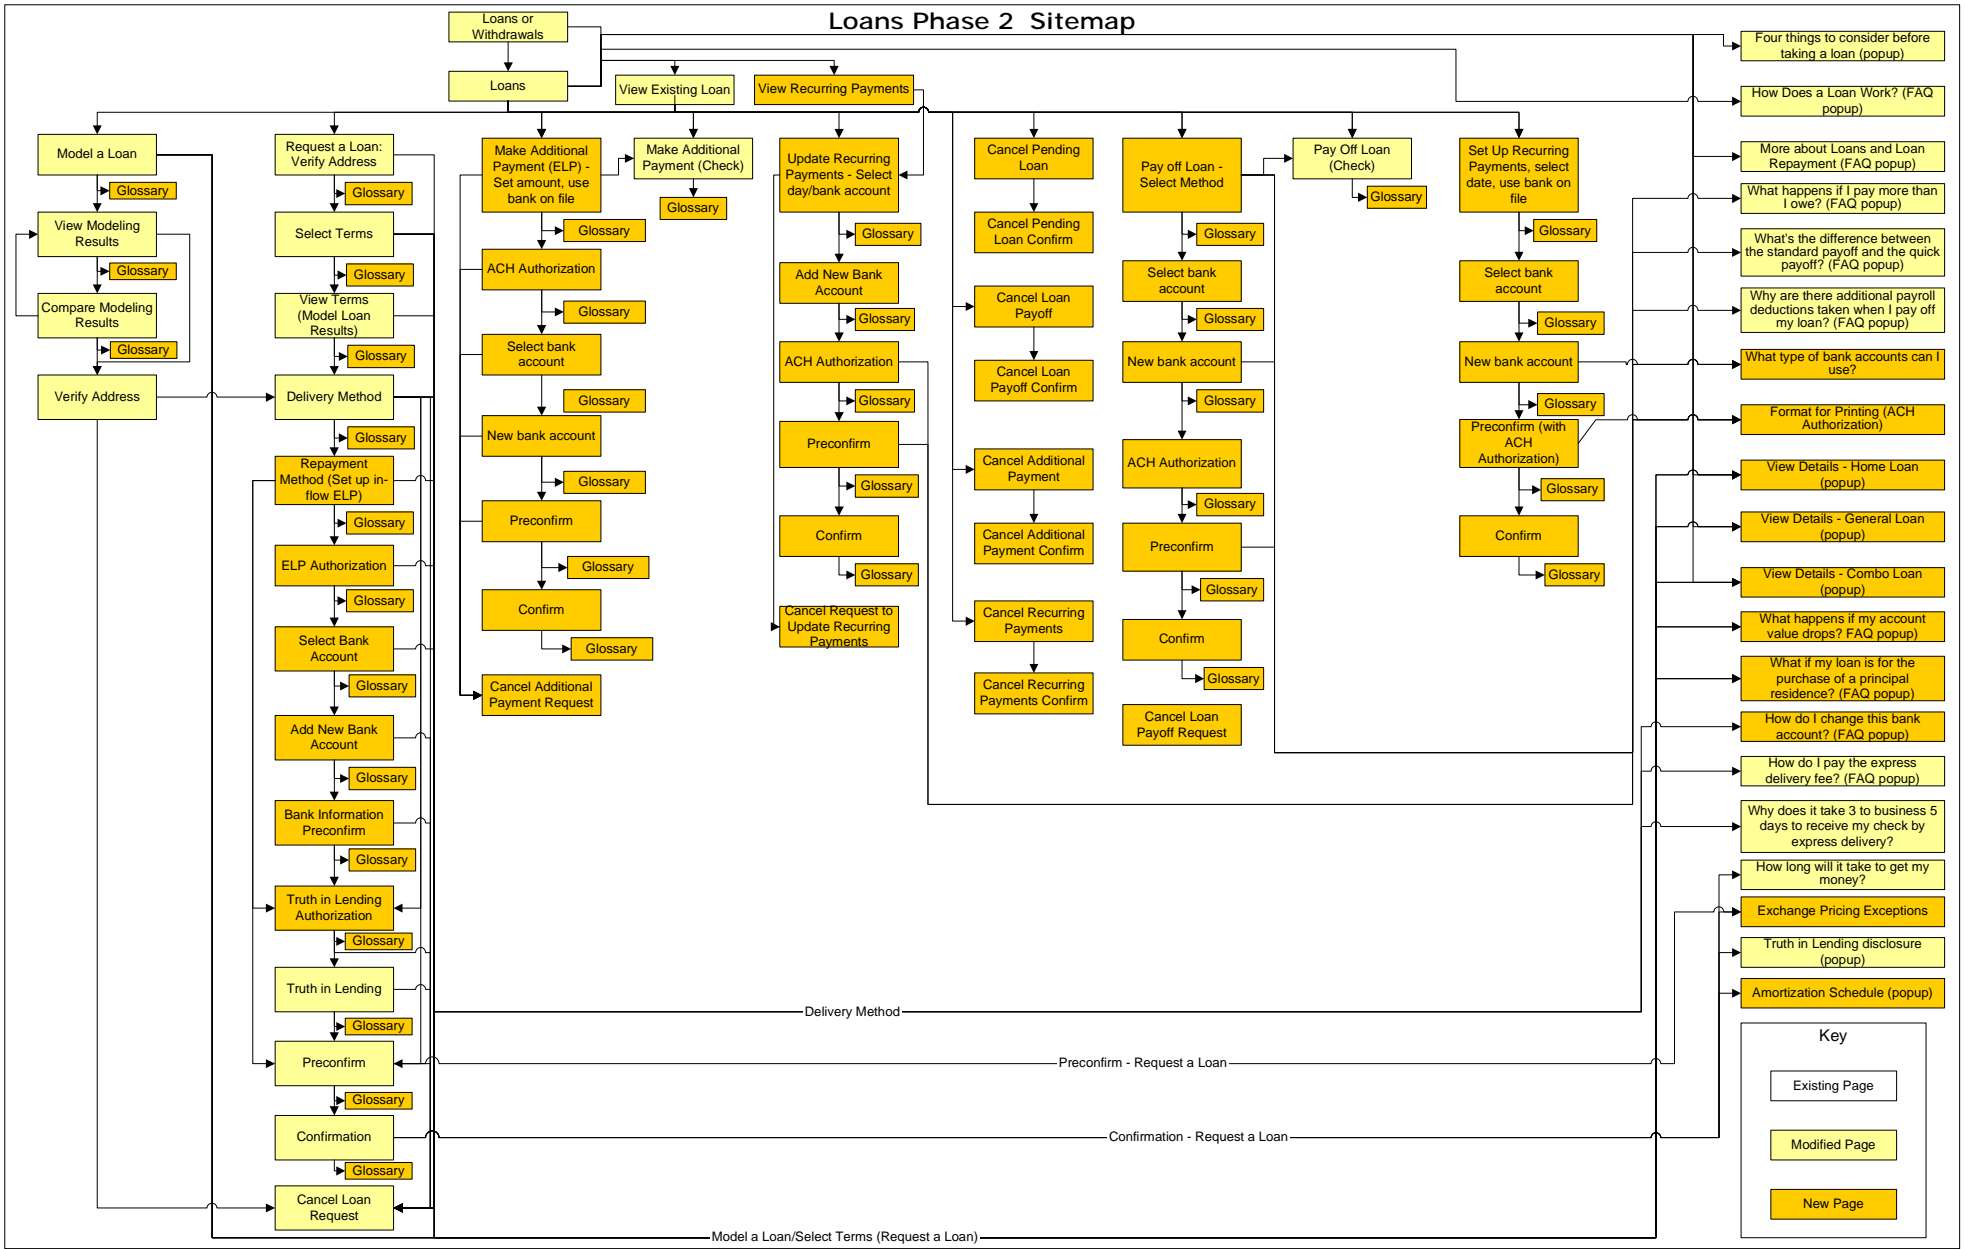 Loans Phase 2 Sitemap
Loans or
Withdrawals
Loans
View Existing Loan
View Recurring Payments
Model a Loan
Glossary
View Modeling
Results
Glossary
Compare Modeling
Results
Glossary
Verify Address
Request a Loan:
Verify Address
Glossary
Select Terms
Glossary
View Terms
(Model Loan
Results)
Glossary
Delivery Method
Glossary
Repayment
Method (Set up in-
flow ELP)
Glossary
ELP Authorization
Glossary
Select Bank
Account
Glossary
Add New Bank
Account
Glossary
Bank Information
Preconfirm
Glossary
Truth in Lending
Authorization
Glossary
Truth in Lending
Glossary
Preconfirm
Glossary
Confirmation
Glossary
Cancel Loan
Request
Make Additional
Payment (ELP) -
Set amount, use
bank on file
Glossary
ACH Authorization
Glossary
Select bank
account
Glossary
New bank account
Glossary
Preconfirm
Glossary
Confirm
Glossary
Cancel Additional
Payment Request
Make Additional
Payment (Check)
Glossary
Update Recurring
Payments - Select
day/bank account
Glossary
Add New Bank
Account
Glossary
ACH Authorization
Glossary
Preconfirm
Glossary
Confirm
Glossary
Cancel Request to
Update Recurring
Payments
Cancel Pending
Loan
Cancel Pending
Loan Confirm
Cancel Loan
Payoff
Cancel Loan
Payoff Confirm
Cancel Additional
Payment
Cancel Additional
Payment Confirm
Cancel Recurring
Payments
Cancel Recurring
Payments Confirm
Pay off Loan -
Select Method
Glossary
Select bank
account
Glossary
New bank account
Glossary
ACH Authorization
Glossary
Preconfirm
Glossary
Confirm
Glossary
Cancel Loan
Payoff Request
Pay Off Loan
(Check)
Glossary
Set Up Recurring
Payments, select
date, use bank on
file
Glossary
Select bank
account
Glossary
New bank account
Glossary
Preconfirm (with
ACH
Authorization)
Glossary
Confirm
Glossary
Four things to consider before
taking a loan (popup)
How Does a Loan Work? (FAQ
popup)
More about Loans and Loan
Repayment (FAQ popup)
What happens if I pay more than
I owe? (FAQ popup)
What's the difference between
the standard payoff and the quick
payoff? (FAQ popup)
Why are there additional payroll
deductions taken when I pay off
my loan? (FAQ popup)
What type of bank accounts can I
use?
Format for Printing (ACH
Authorization)
View Details - Home Loan
(popup)
View Details - General Loan
(popup)
View Details - Combo Loan
(popup)
What happens if my account
value drops? FAQ popup)
What if my loan is for the
purchase of a principal
residence? (FAQ popup)
How do I change this bank
account? (FAQ popup)
How do I pay the express
delivery fee? (FAQ popup)
Why does it take 3 to business 5
days to receive my check by
express delivery?
How long will it take to get my
money?
Exchange Pricing Exceptions
Truth in Lending disclosure
(popup)
Amortization Schedule (popup)
Delivery Method
Preconfirm - Request a Loan
Confirmation - Request a Loan
Model a Loan/Select Terms (Request a Loan)
Key
Existing Page
Modified Page
New Page